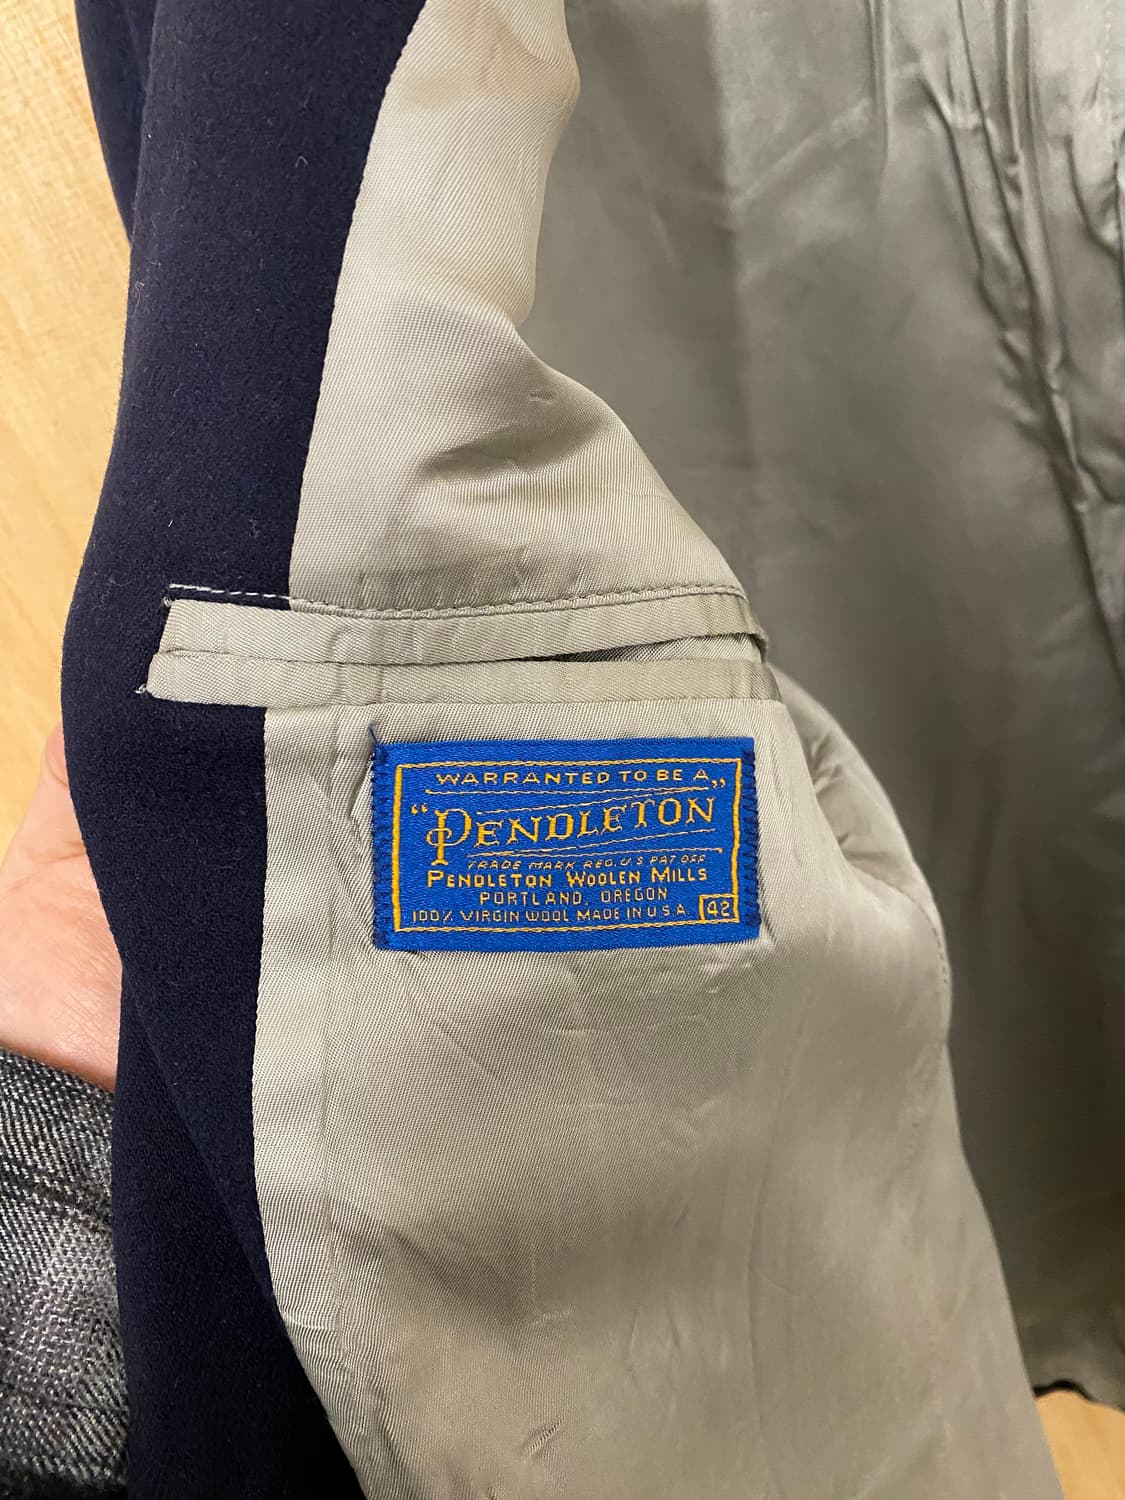 WARRANTED TO BE A
"PENDLETON"
TRADE MARK REG. U.S. PAT OFF
PENDLETON WOOLEN MILLS
PORTLAND, OREGON
100% VIRGIN WOOL MADE IN U.S.A. 42